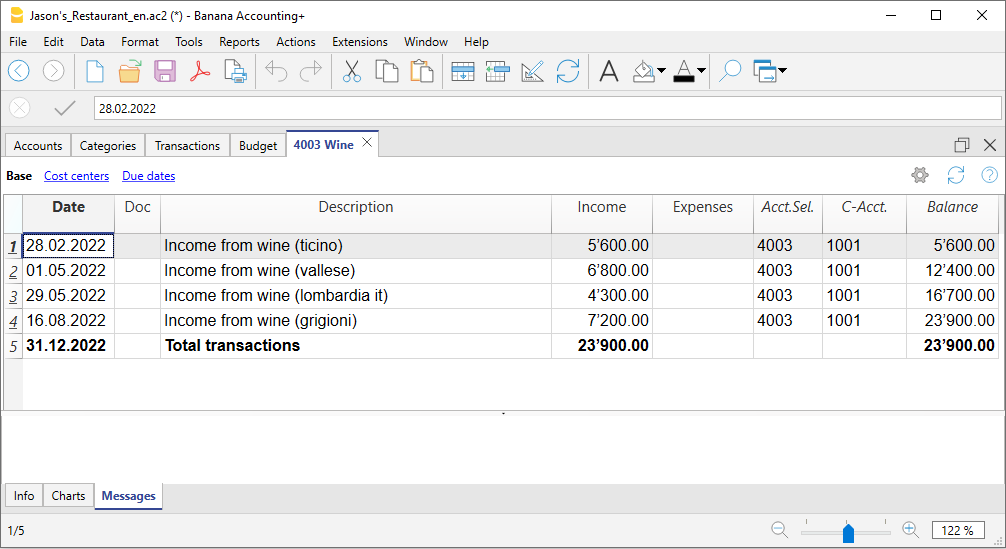 Jason's_Restaurant_en.ac2 (*) - Banana Accounting+
File Edit Data Format Tools Reports Actions Extensions Window Help
28.02.2022
Accounts Categories Transactions Budget 4003 Wine
Base Cost centers Due dates
Date Doc Description Income Expenses Acct.Sel. C-Acct. Balance
1 28.02.2022 Income from wine (ticino) 5’600.00 4003 1001 5’600.00
2 01.05.2022 Income from wine (vallese) 6’800.00 4003 1001 12’400.00
3 29.05.2022 Income from wine (lombardia it) 4’300.00 4003 1001 16’700.00
4 16.08.2022 Income from wine (grigioni) 7’200.00 4003 1001 23’900.00
5 31.12.2022 Total transactions 23’900.00 23’900.00
Info Charts Messages
1/5 122 %